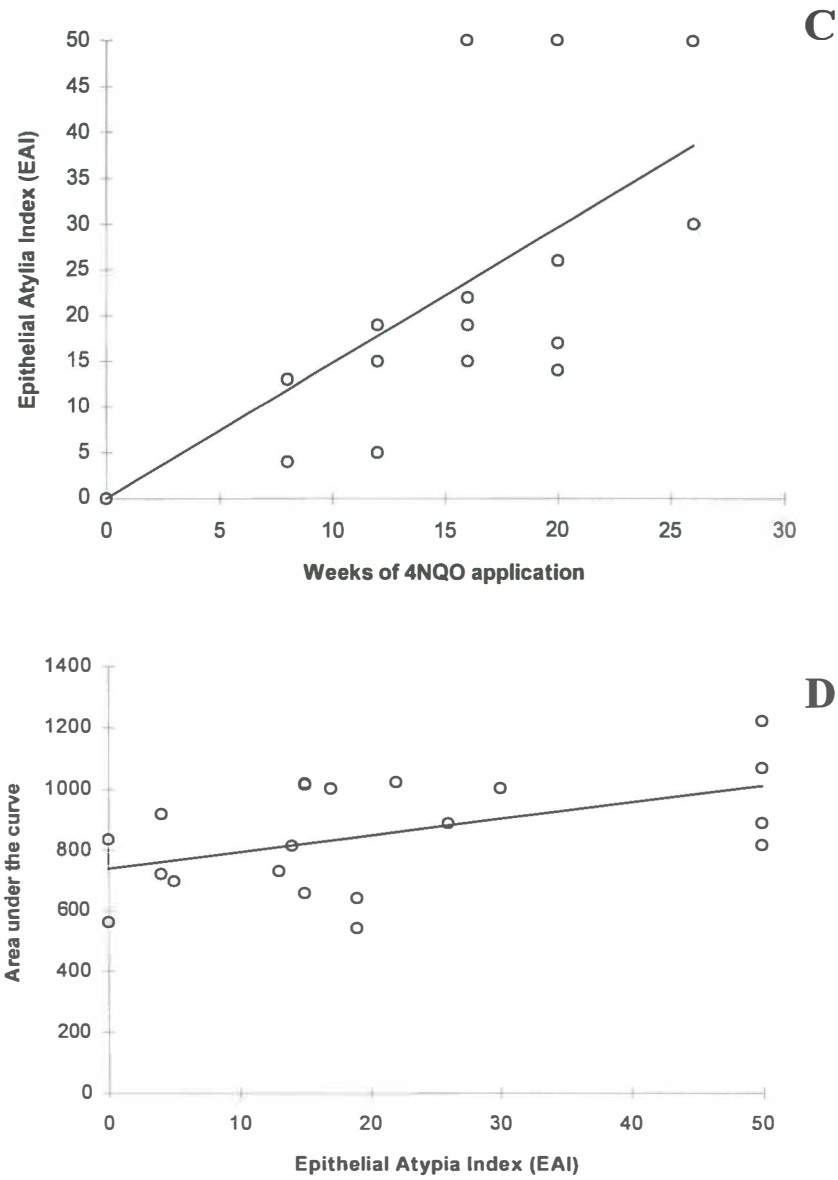 C
50
45
40
35
30
25
20
15
10
5
0
Epithelial Atylia Index (EAI)
0 5 10 15 20 25 30
Weeks of 4NQO application
D
1400
1200
1000
800
600
400
200
0
Area under the curve
0 10 20 30 40 50
Epithelial Atypia Index (EAI)